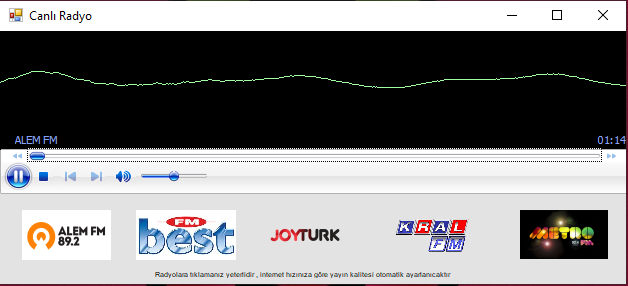 Canlı Radyo
ALEM FM
01:14
ALEM FM
89.2
FM
best
JOYTURK
KRAL
FM
METRO
FM
Radyolara tıklamanız yeterlidir , internet hızınıza göre yayın kalitesi otomatik ayarlanıcaktır